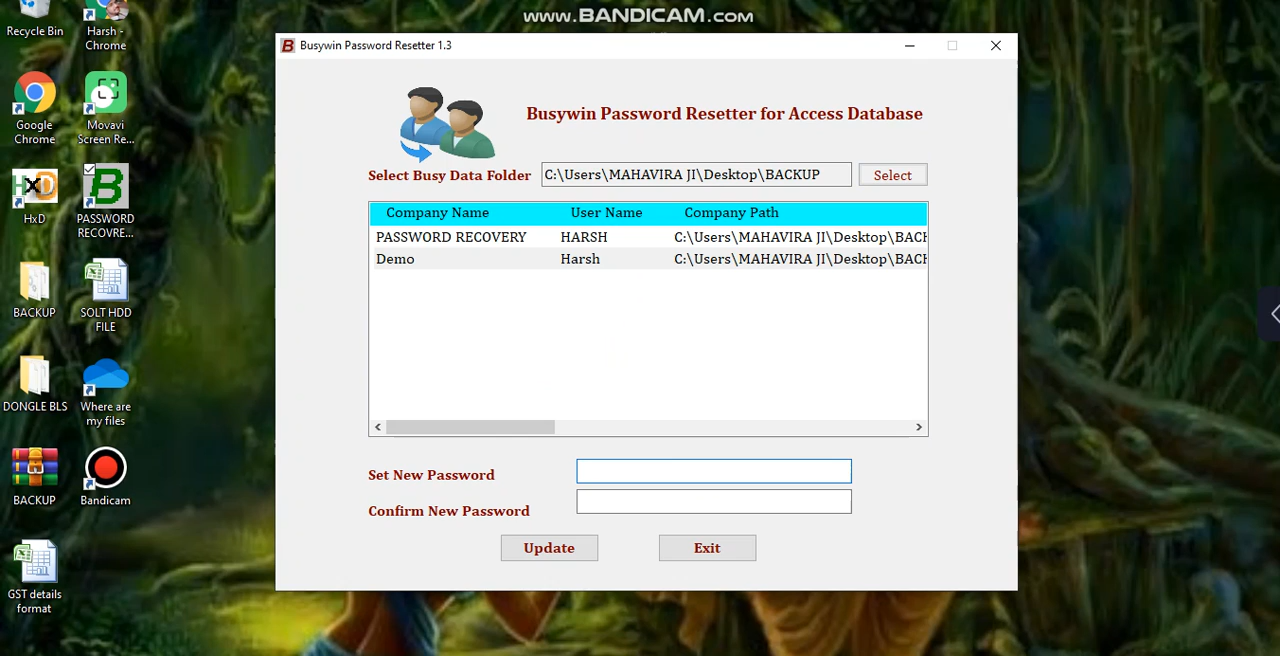 www.BANDICAM.com
Recycle Bin
Harsh -
Chrome
Google
Chrome
Movavi
Screen Re...
HxD
PASSWORD
RECOVRE...
BACKUP
SOLT HDD
FILE
DONGLE BLS
Where are
my files
BACKUP
Bandicam
GST details
format
Busywin Password Resetter 1.3
Busywin Password Resetter for Access Database
Select Busy Data Folder C:\Users\MAHAVIRA JI\Desktop\BACKUP Select
Company Name User Name Company Path
PASSWORD RECOVERY HARSH C:\Users\MAHAVIRA JI\Desktop\BACK
Demo Harsh C:\Users\MAHAVIRA JI\Desktop\BACK
Set New Password
Confirm New Password
Update Exit